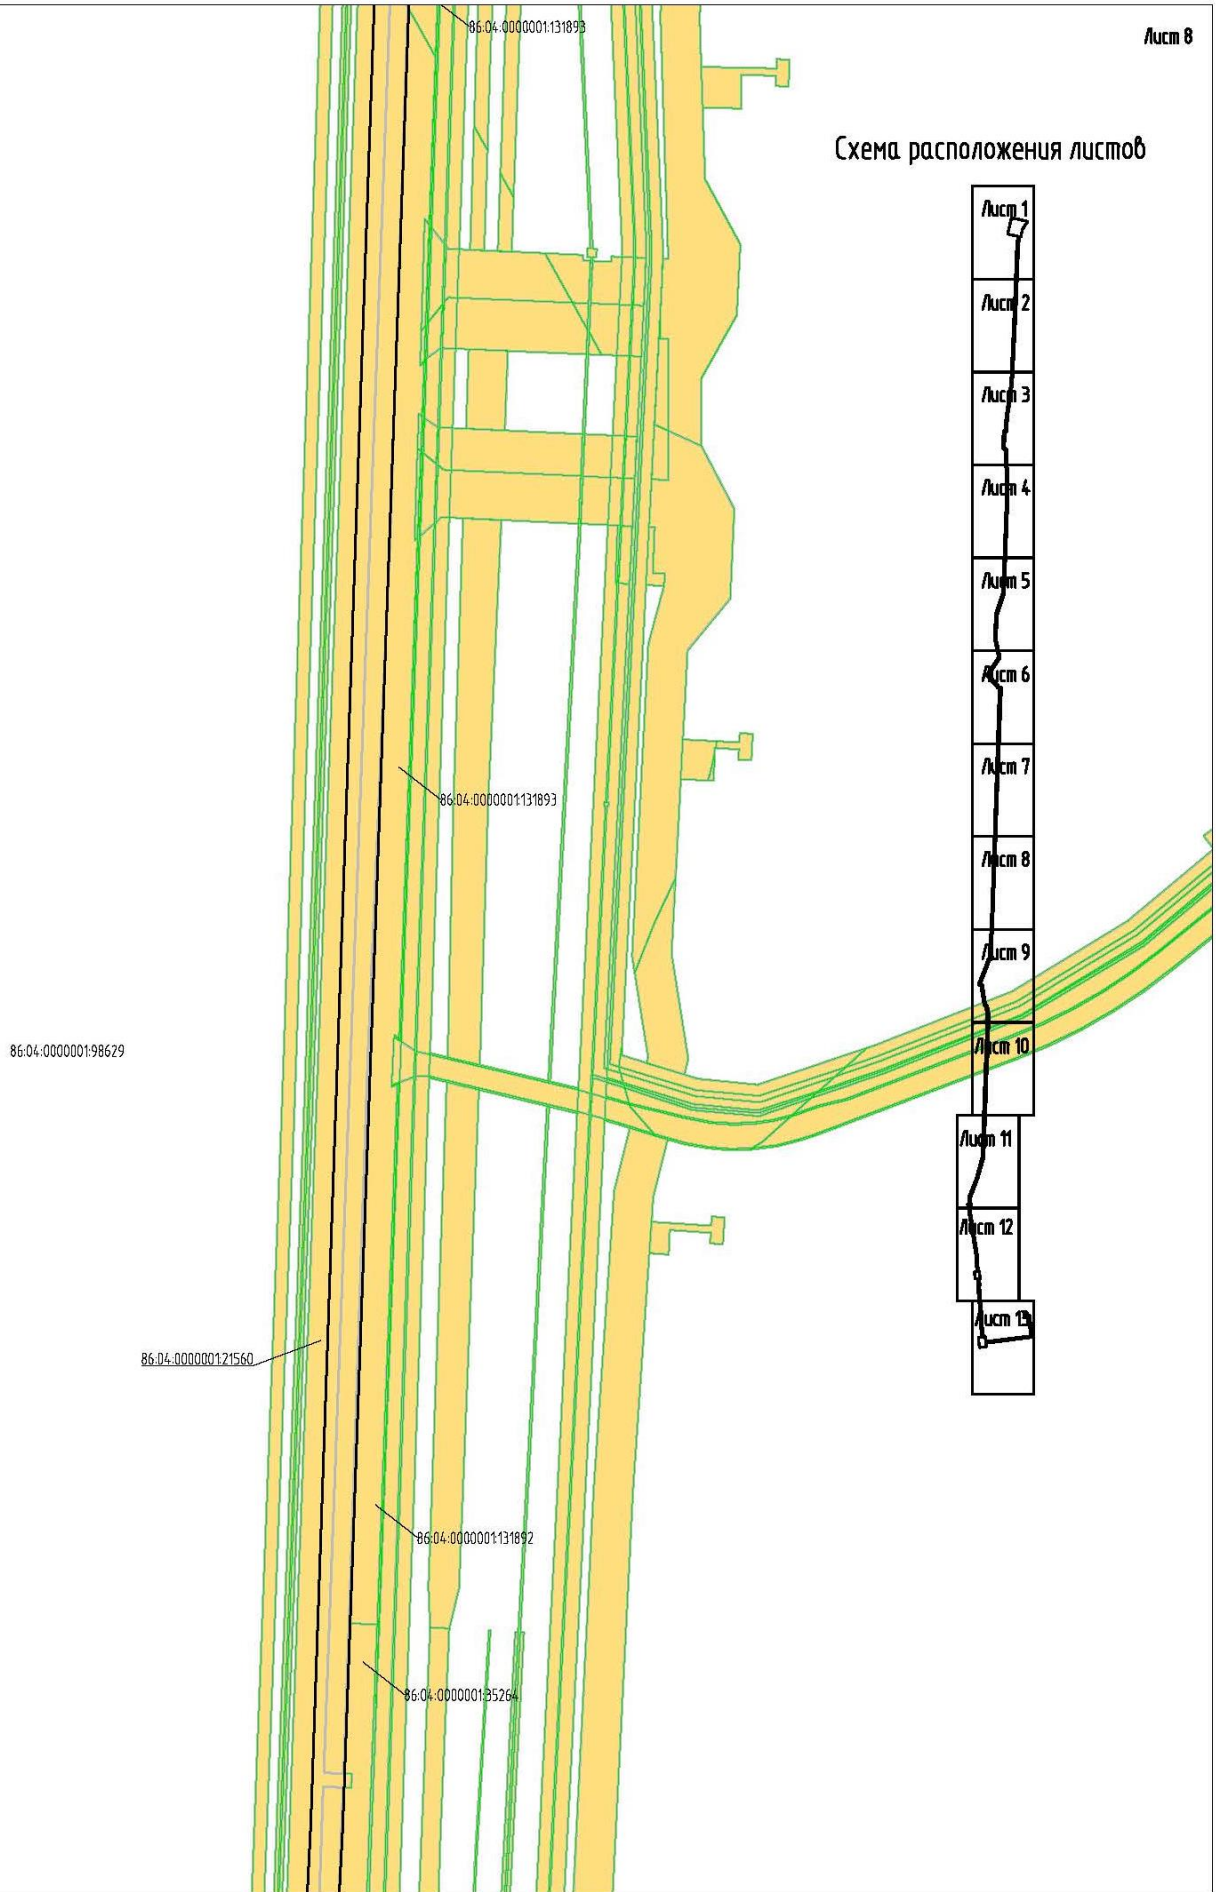 86:04:0000001:131893
Лист 8
Схема расположения листов
Лист 1
Лист 2
Лист 3
Лист 4
Лист 5
Лист 6
Лист 7
86:04:0000001:131893
Лист 8
Лист 9
Лист 10
86:04:0000001:98629
Лист 11
Лист 12
Лист 13
86:04:0000001:21560
86:04:0000001:131892
86:04:0000001:35264